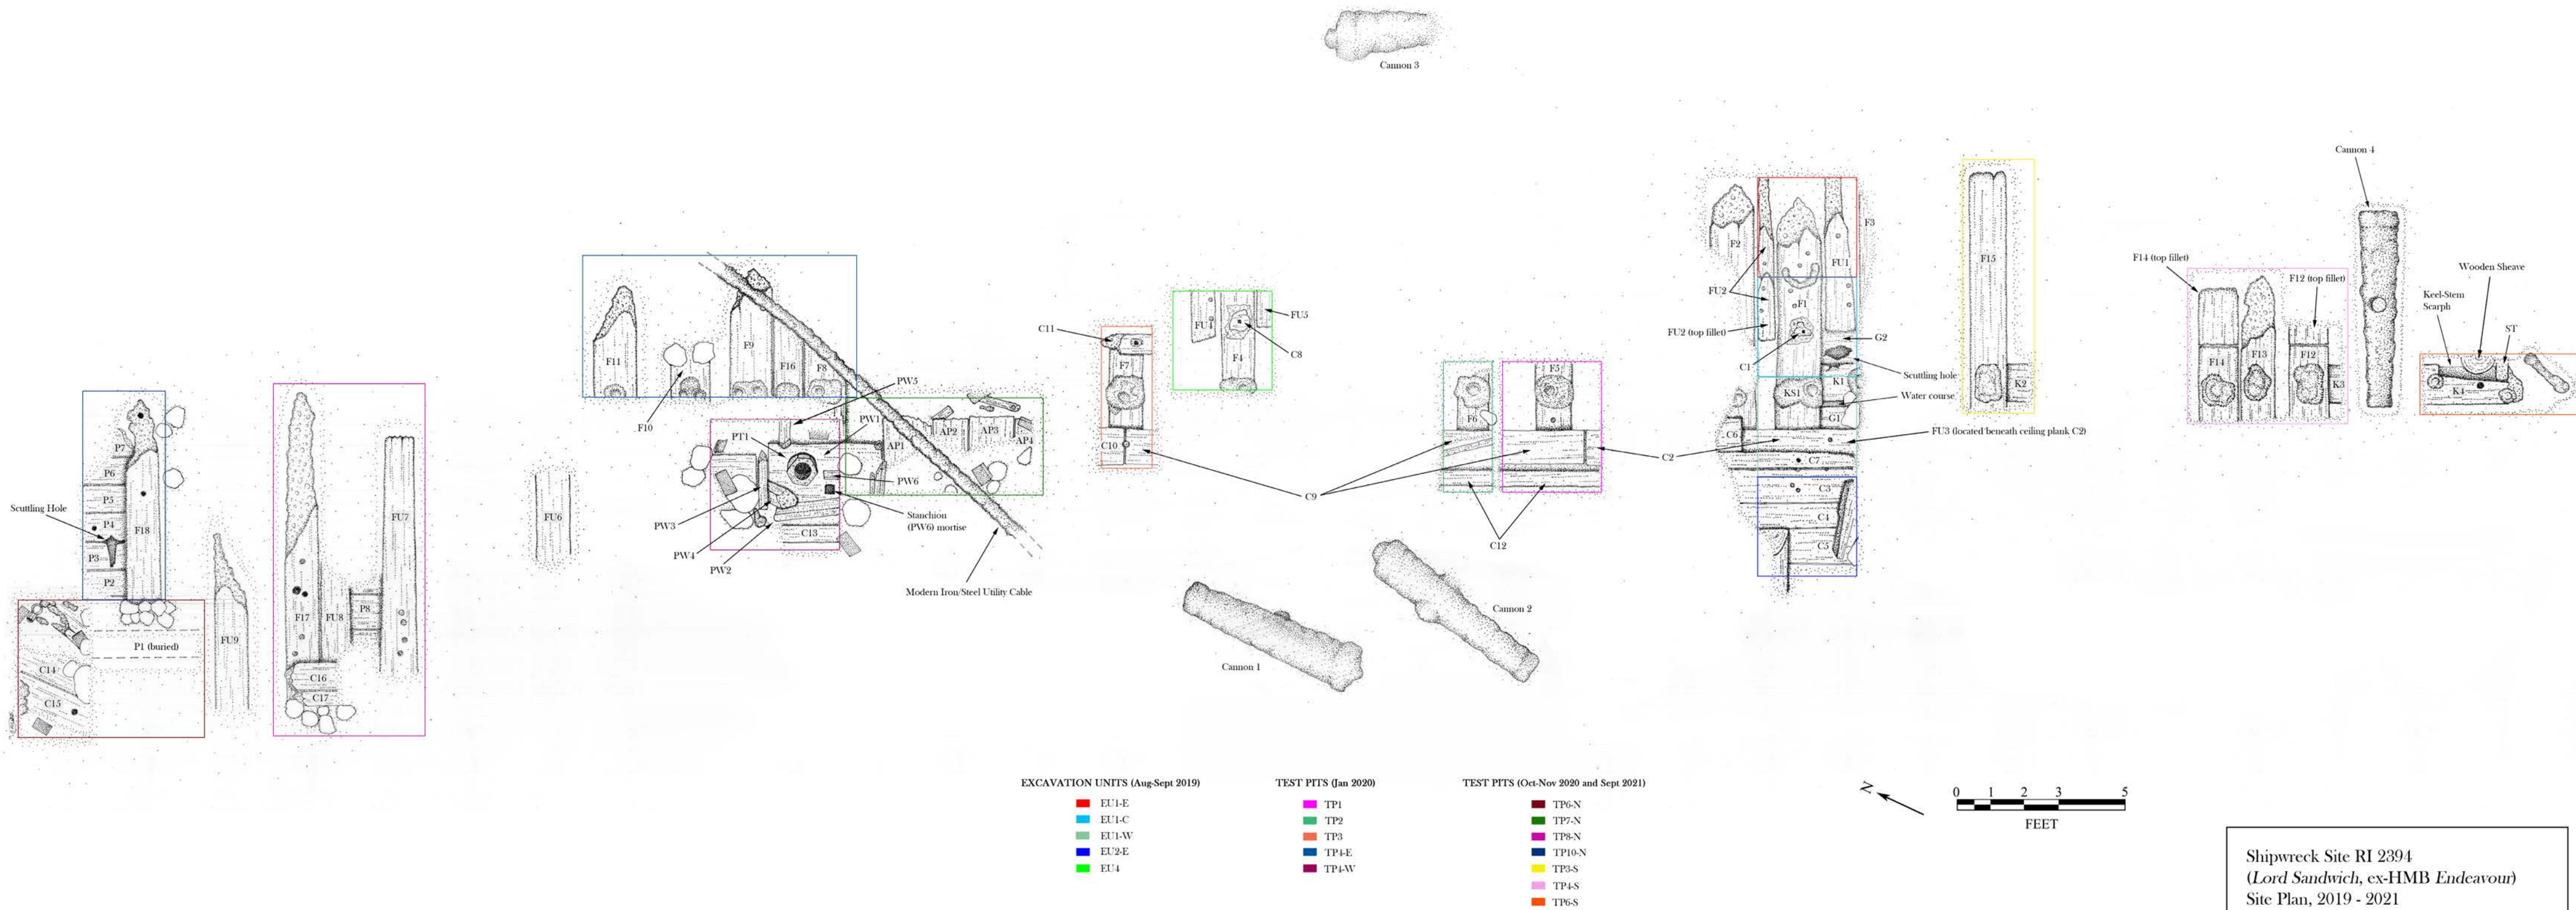 Cannon 3
Cannon 4
F2
F3
FU1
FU2
F1
FU2 (top fillet)
G2
C1
Scuttling hole
K1
Water course
KS1
G1
FU3 (located beneath ceiling plank C2)
C6
C2
C7
C3
C4
C5
F15
K2
F14 (top fillet)
F12 (top fillet)
F14
F13
F12
K3
Wooden Sheave
Keel-Stem
Scarph
ST
K4
FU4
FU5
F4
C8
C11
F7
C10
C9
F6
F5
C12
F11
F9
F16
F8
F10
PW5
PW1
PT1
AP1
AP2
AP3
AP4
PW6
PW3
Stanchion
(PW6) mortise
PW4
C13
PW2
Modern Iron/Steel Utility Cable
Cannon 2
Cannon 1
P7
P6
P5
P4
F18
Scuttling Hole
P3
P2
P1 (buried)
C14
C15
FU9
F17
FU8
P8
FU7
C16
C17
FU6
EXCAVATION UNITS (Aug-Sept 2019)
EU1-E
EU1-C
EU1-W
EU2-E
EU4
TEST PITS (Jan 2020)
TP1
TP2
TP3
TP4-E
TP4-W
TEST PITS (Oct-Nov 2020 and Sept 2021)
TP6-N
TP7-N
TP8-N
TP10-N
TP3-S
TP4-S
TP6-S
N
0 1 2 3 5
FEET
Shipwreck Site RI 2394
(Lord Sandwich, ex-HMB Endeavour)
Site Plan, 2019 - 2021